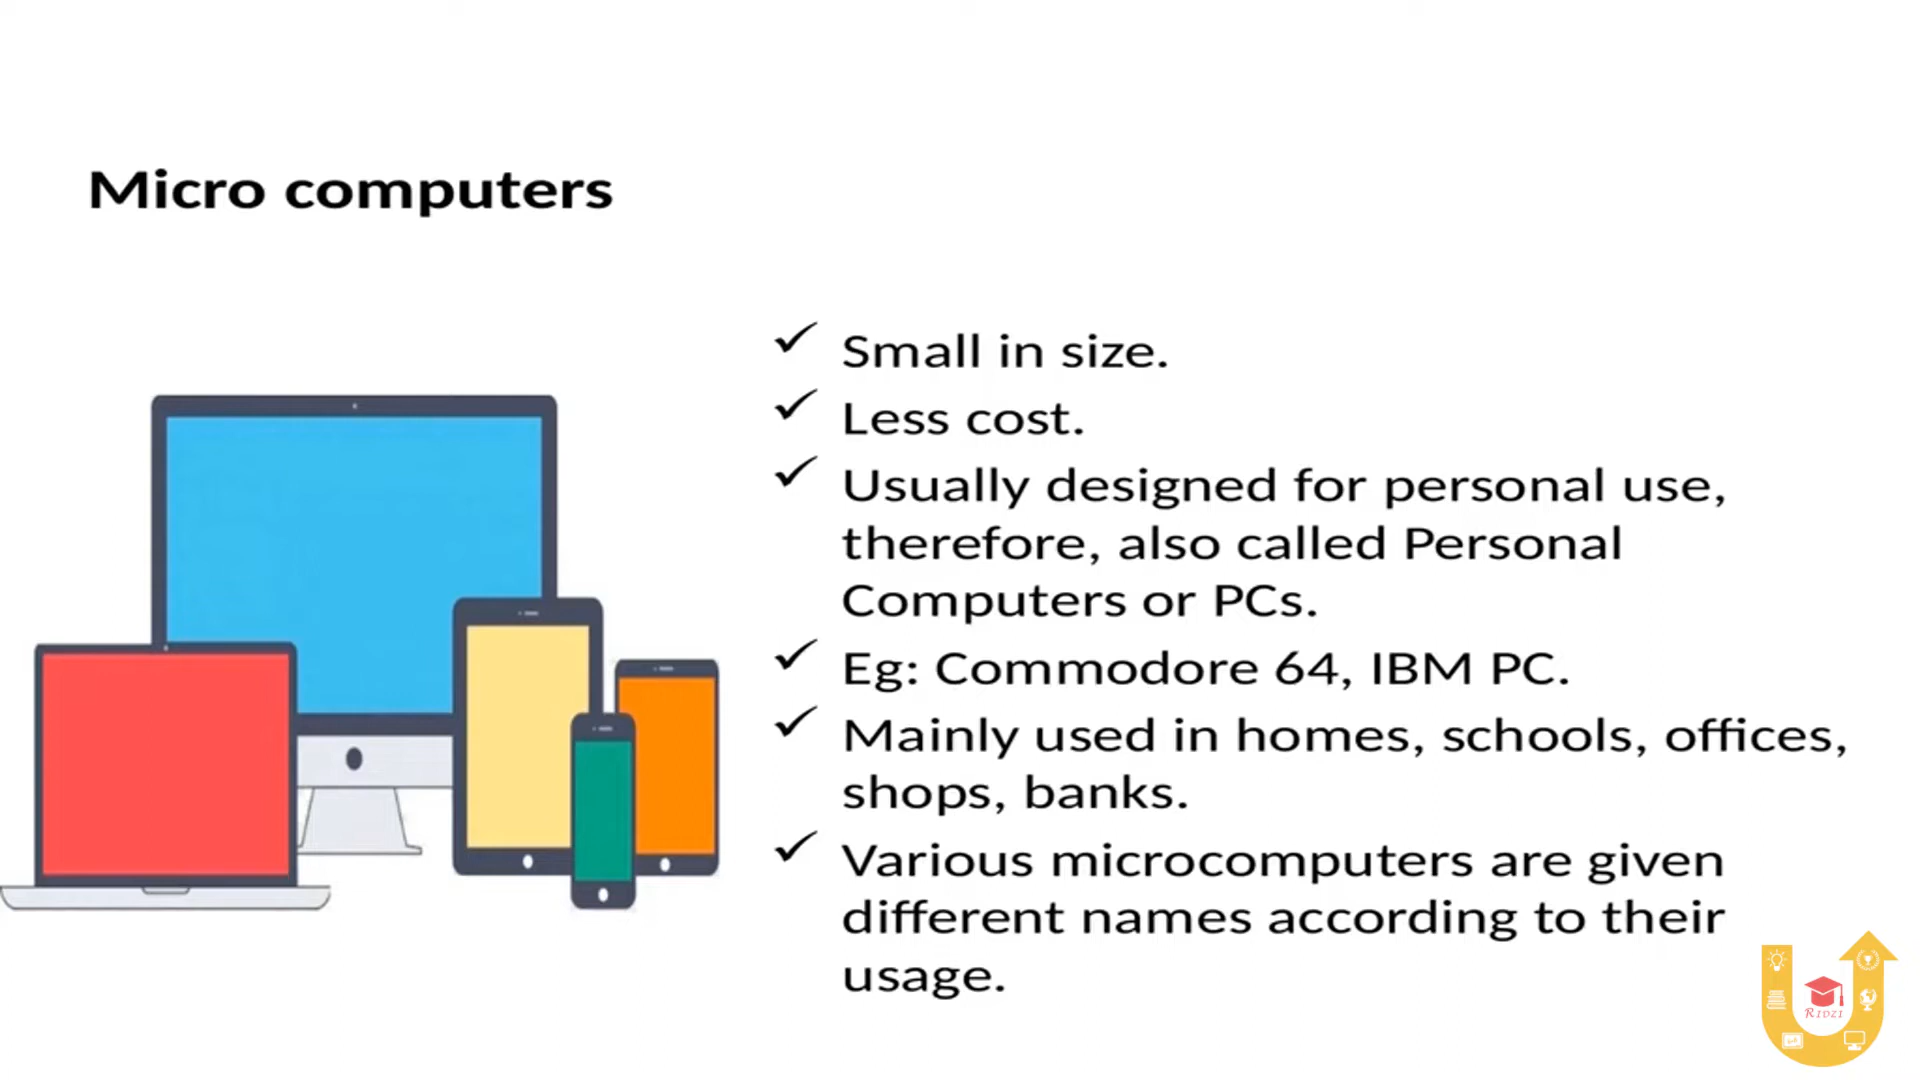 Micro computers
Small in size.
Less cost.
Usually designed for personal use,
therefore, also called Personal
Computers or PCs.
Eg: Commodore 64, IBM PC.
Mainly used in homes, schools, offices,
shops, banks.
Various microcomputers are given
different names according to their
usage.
RIDZI